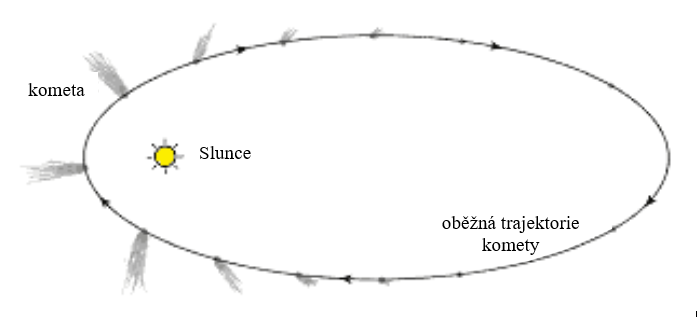 kometa
Slunce
oběžná trajektorie
komety